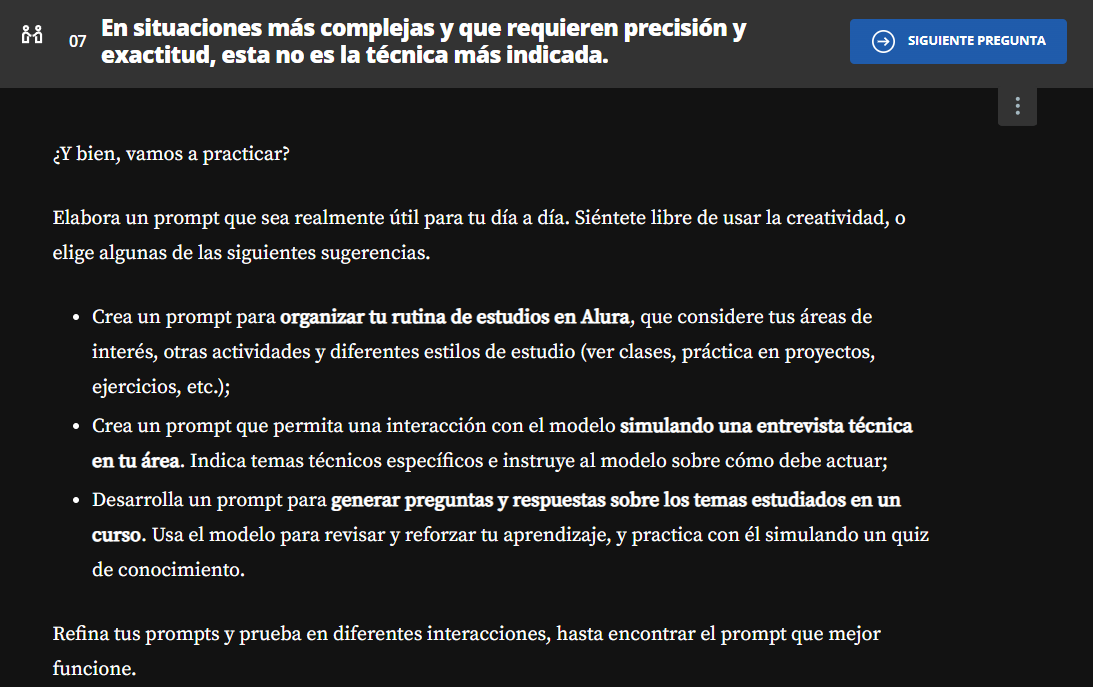 07
En situaciones más complejas y que requieren precisión y
exactitud, esta no es la técnica más indicada.
SIGUIENTE PREGUNTA
¿Y bien, vamos a practicar?
Elabora un prompt que sea realmente útil para tu día a día. Siéntete libre de usar la creatividad, o
elige algunas de las siguientes sugerencias.
• Crea un prompt para organizar tu rutina de estudios en Alura, que considere tus áreas de
interés, otras actividades y diferentes estilos de estudio (ver clases, práctica en proyectos,
ejercicios, etc.);
• Crea un prompt que permita una interacción con el modelo simulando una entrevista técnica
en tu área. Indica temas técnicos específicos e instruye al modelo sobre cómo debe actuar;
• Desarrolla un prompt para generar preguntas y respuestas sobre los temas estudiados en un
curso. Usa el modelo para revisar y reforzar tu aprendizaje, y practica con él simulando un quiz
de conocimiento.
Refina tus prompts y prueba en diferentes interacciones, hasta encontrar el prompt que mejor
funcione.